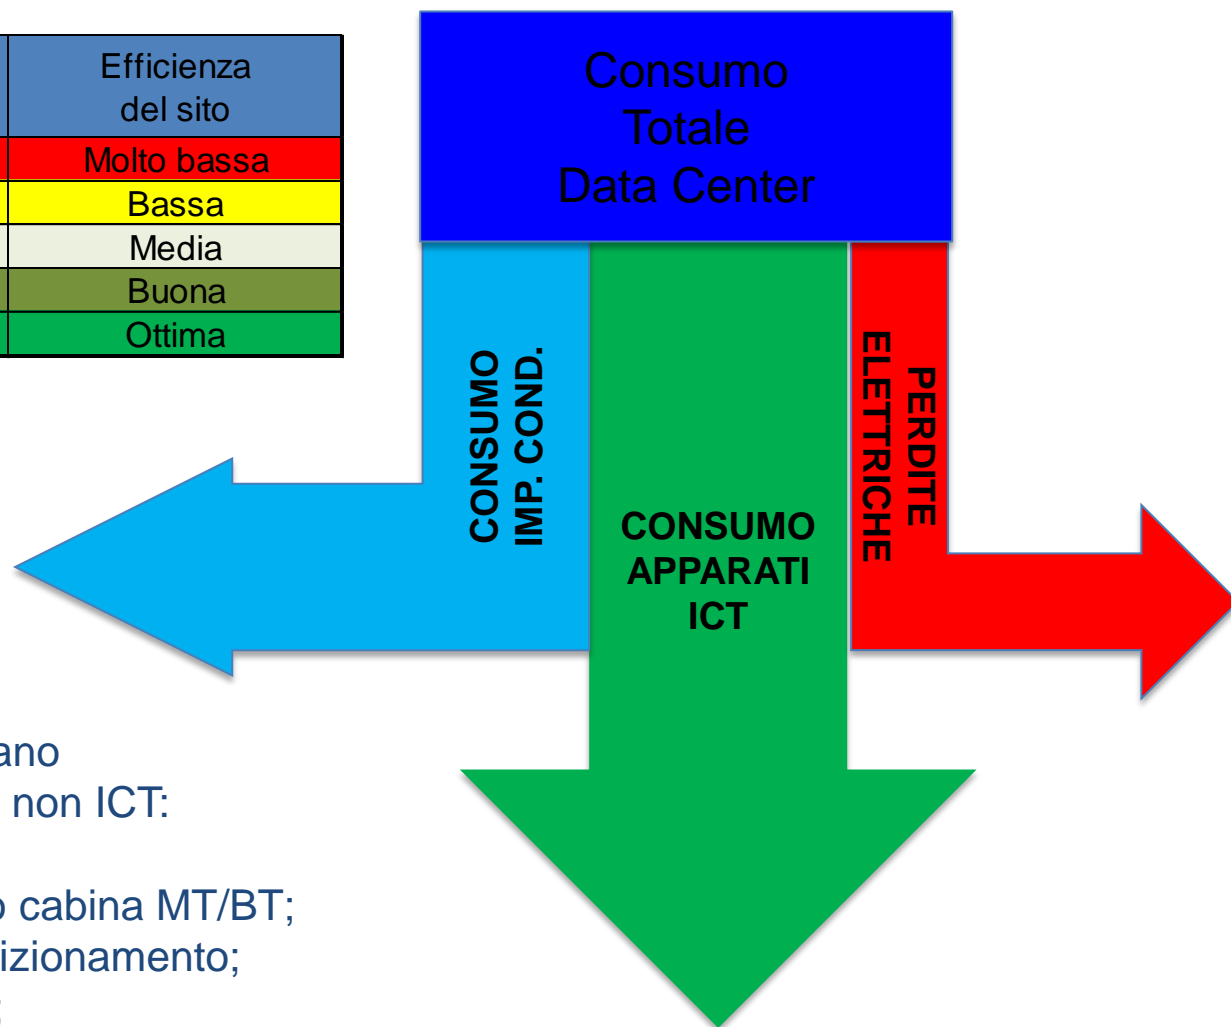 Efficienza
del sito
Molto bassa
Bassa
Media
Buona
Ottima
Consumo
Totale
Data Center
CONSUMO
IMP. COND.
CONSUMO
APPARATI
ICT
PERDITE
ELETTRICHE
ano
non ICT:
o cabina MT/BT;
izionamento;
;